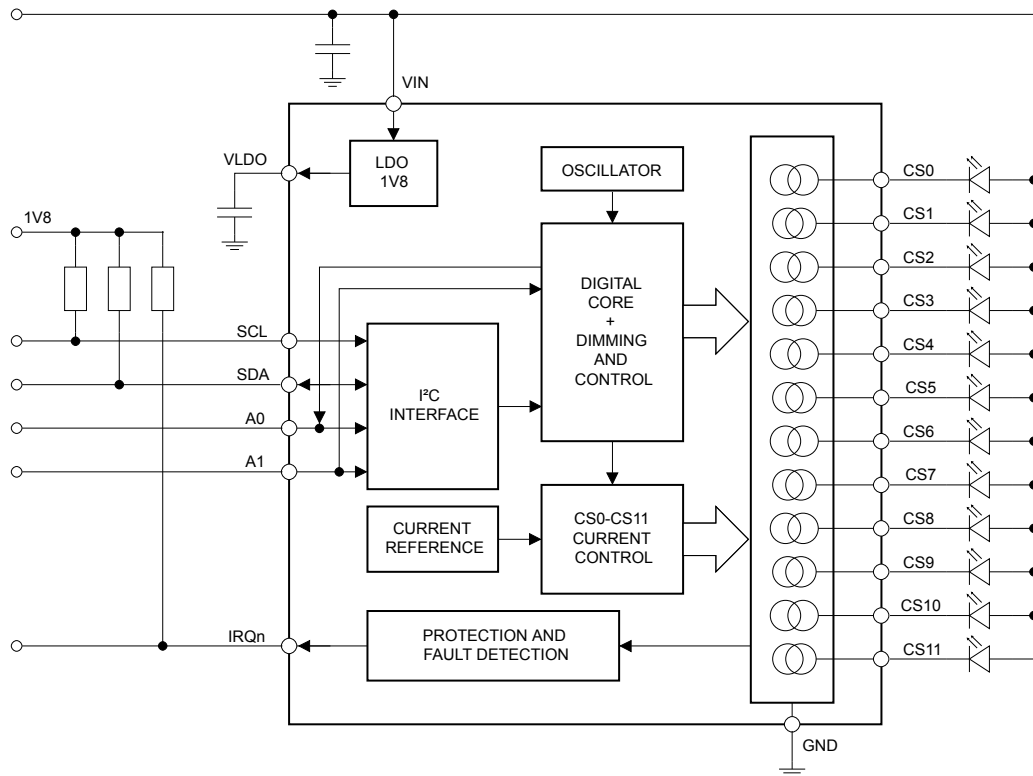 VIN
VLDO
LDO
1V8
OSCILLATOR
1V8
DIGITAL
CORE
+
DIMMING
AND
CONTROL
SCL
SDA
A0
A1
I²C
INTERFACE
CURRENT
REFERENCE
CS0-CS11
CURRENT
CONTROL
IRQn
PROTECTION AND
FAULT DETECTION
CS0
CS1
CS2
CS3
CS4
CS5
CS6
CS7
CS8
CS9
CS10
CS11
GND